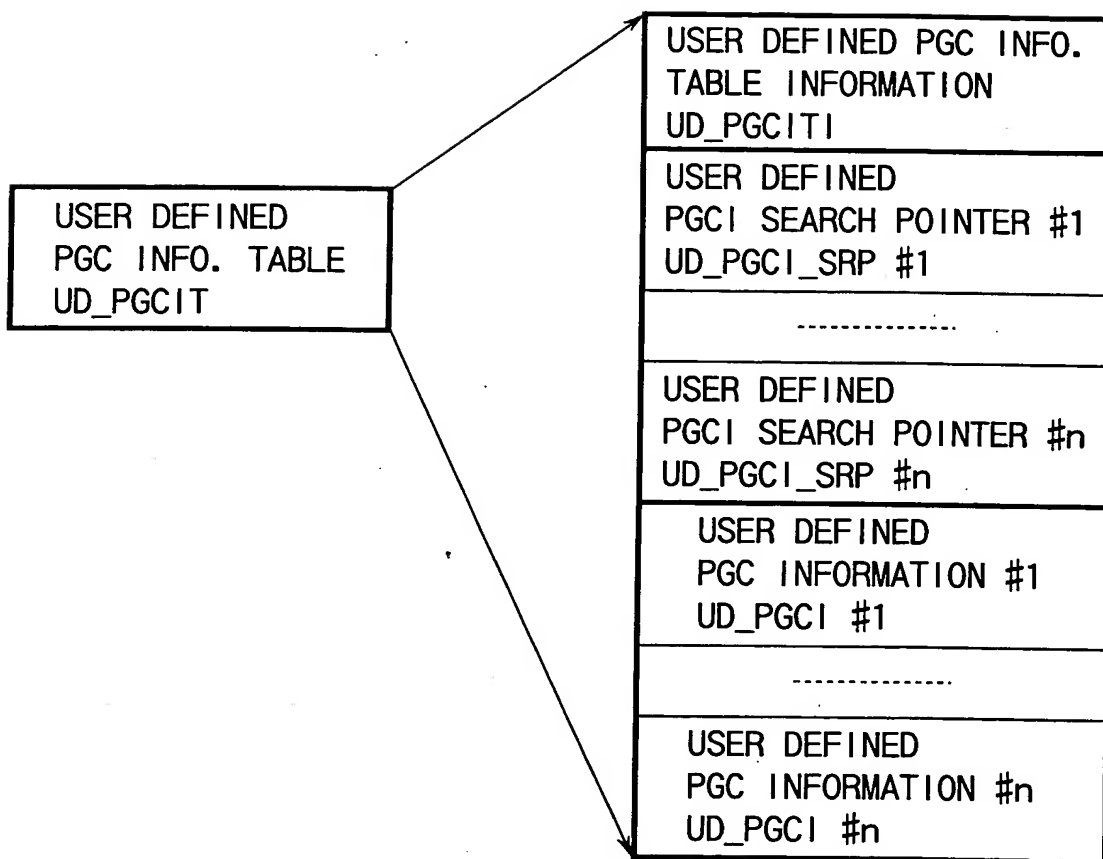 USER DEFINED
PGC INFO. TABLE
UD_PGCIT
USER DEFINED PGC INFO.
TABLE INFORMATION
UD_PGCITI
USER DEFINED
PGCI SEARCH POINTER #1
UD_PGCI_SRP #1
---------------
USER DEFINED
PGCI SEARCH POINTER #n
UD_PGCI_SRP #n
USER DEFINED
PGC INFORMATION #1
UD_PGCI #1
---------------
USER DEFINED
PGC INFORMATION #n
UD_PGCI #n